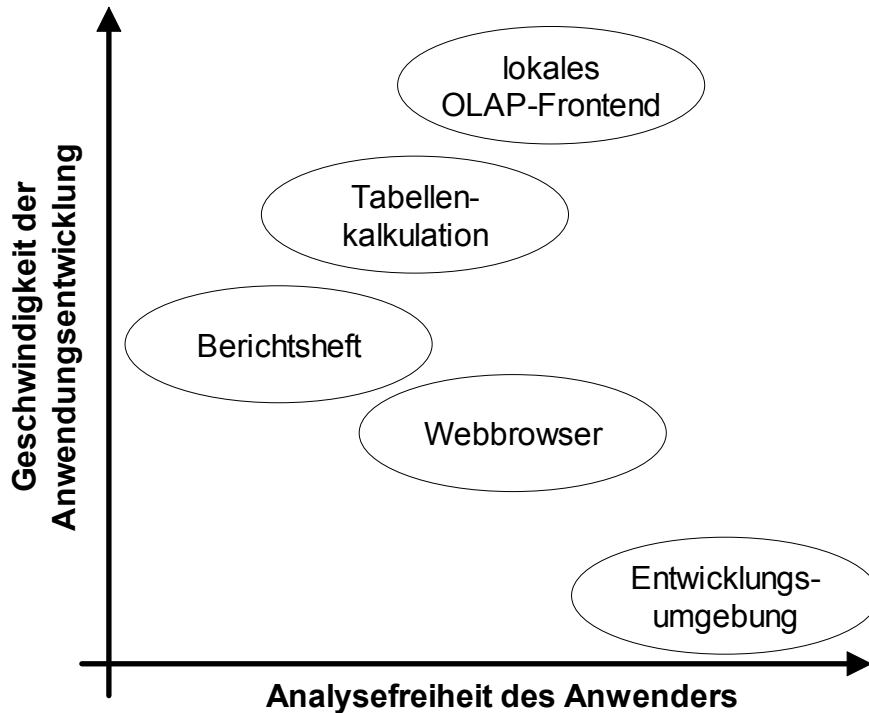 lokales
OLAP-Frontend
Tabellen-
kalkulation
Berichtsheft
Webbrowser
Entwicklungs-
umgebung
Geschwindigkeit der
Anwendungsentwicklung
Analysefreiheit des Anwenders